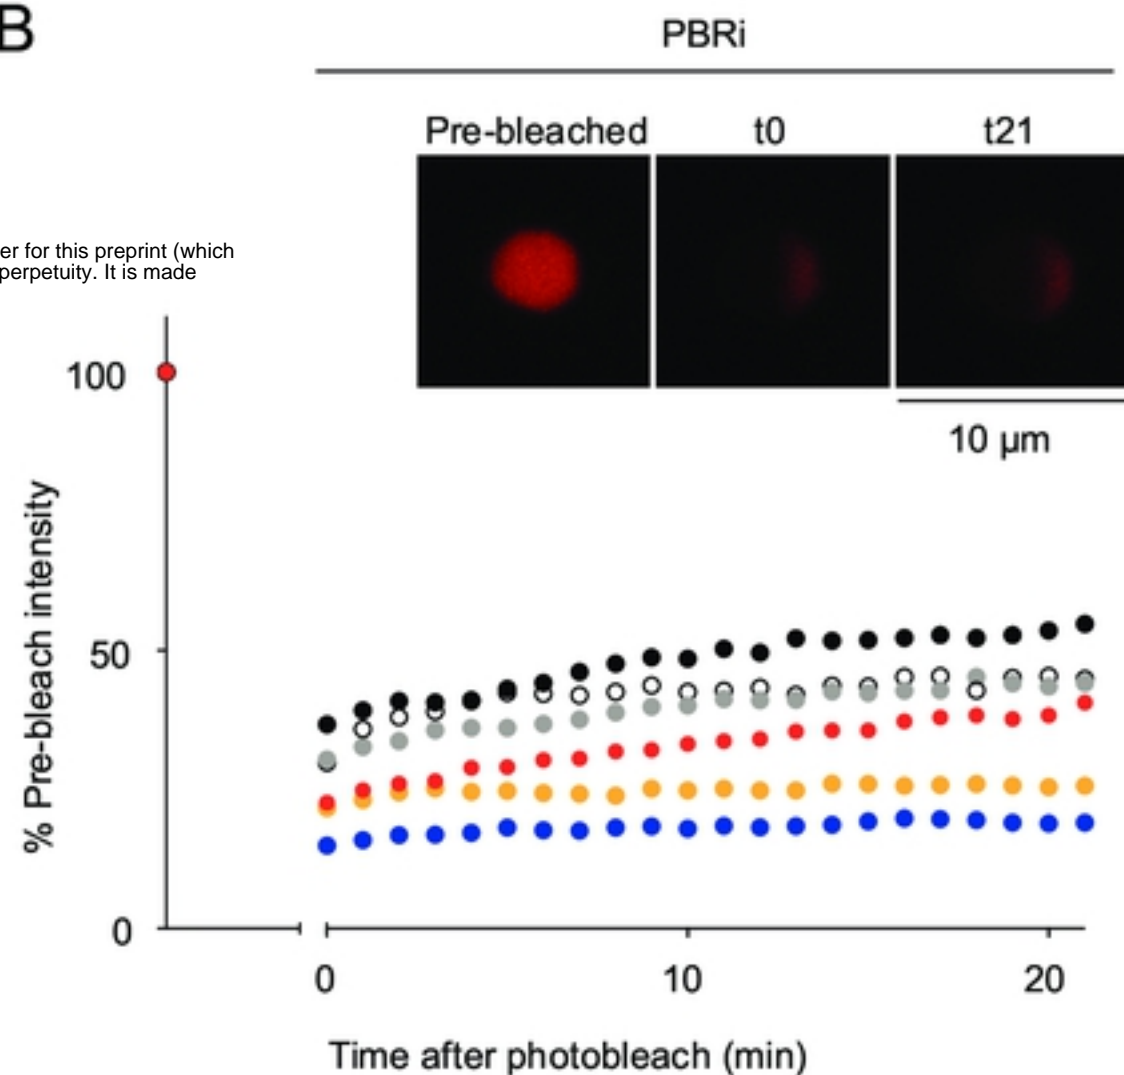 B
PBRi
Pre-bleached t0 t21
er for this preprint (which
perpetuity. It is made
10 µm
100
50
0
% Pre-bleach intensity
0 10 20
Time after photobleach (min)